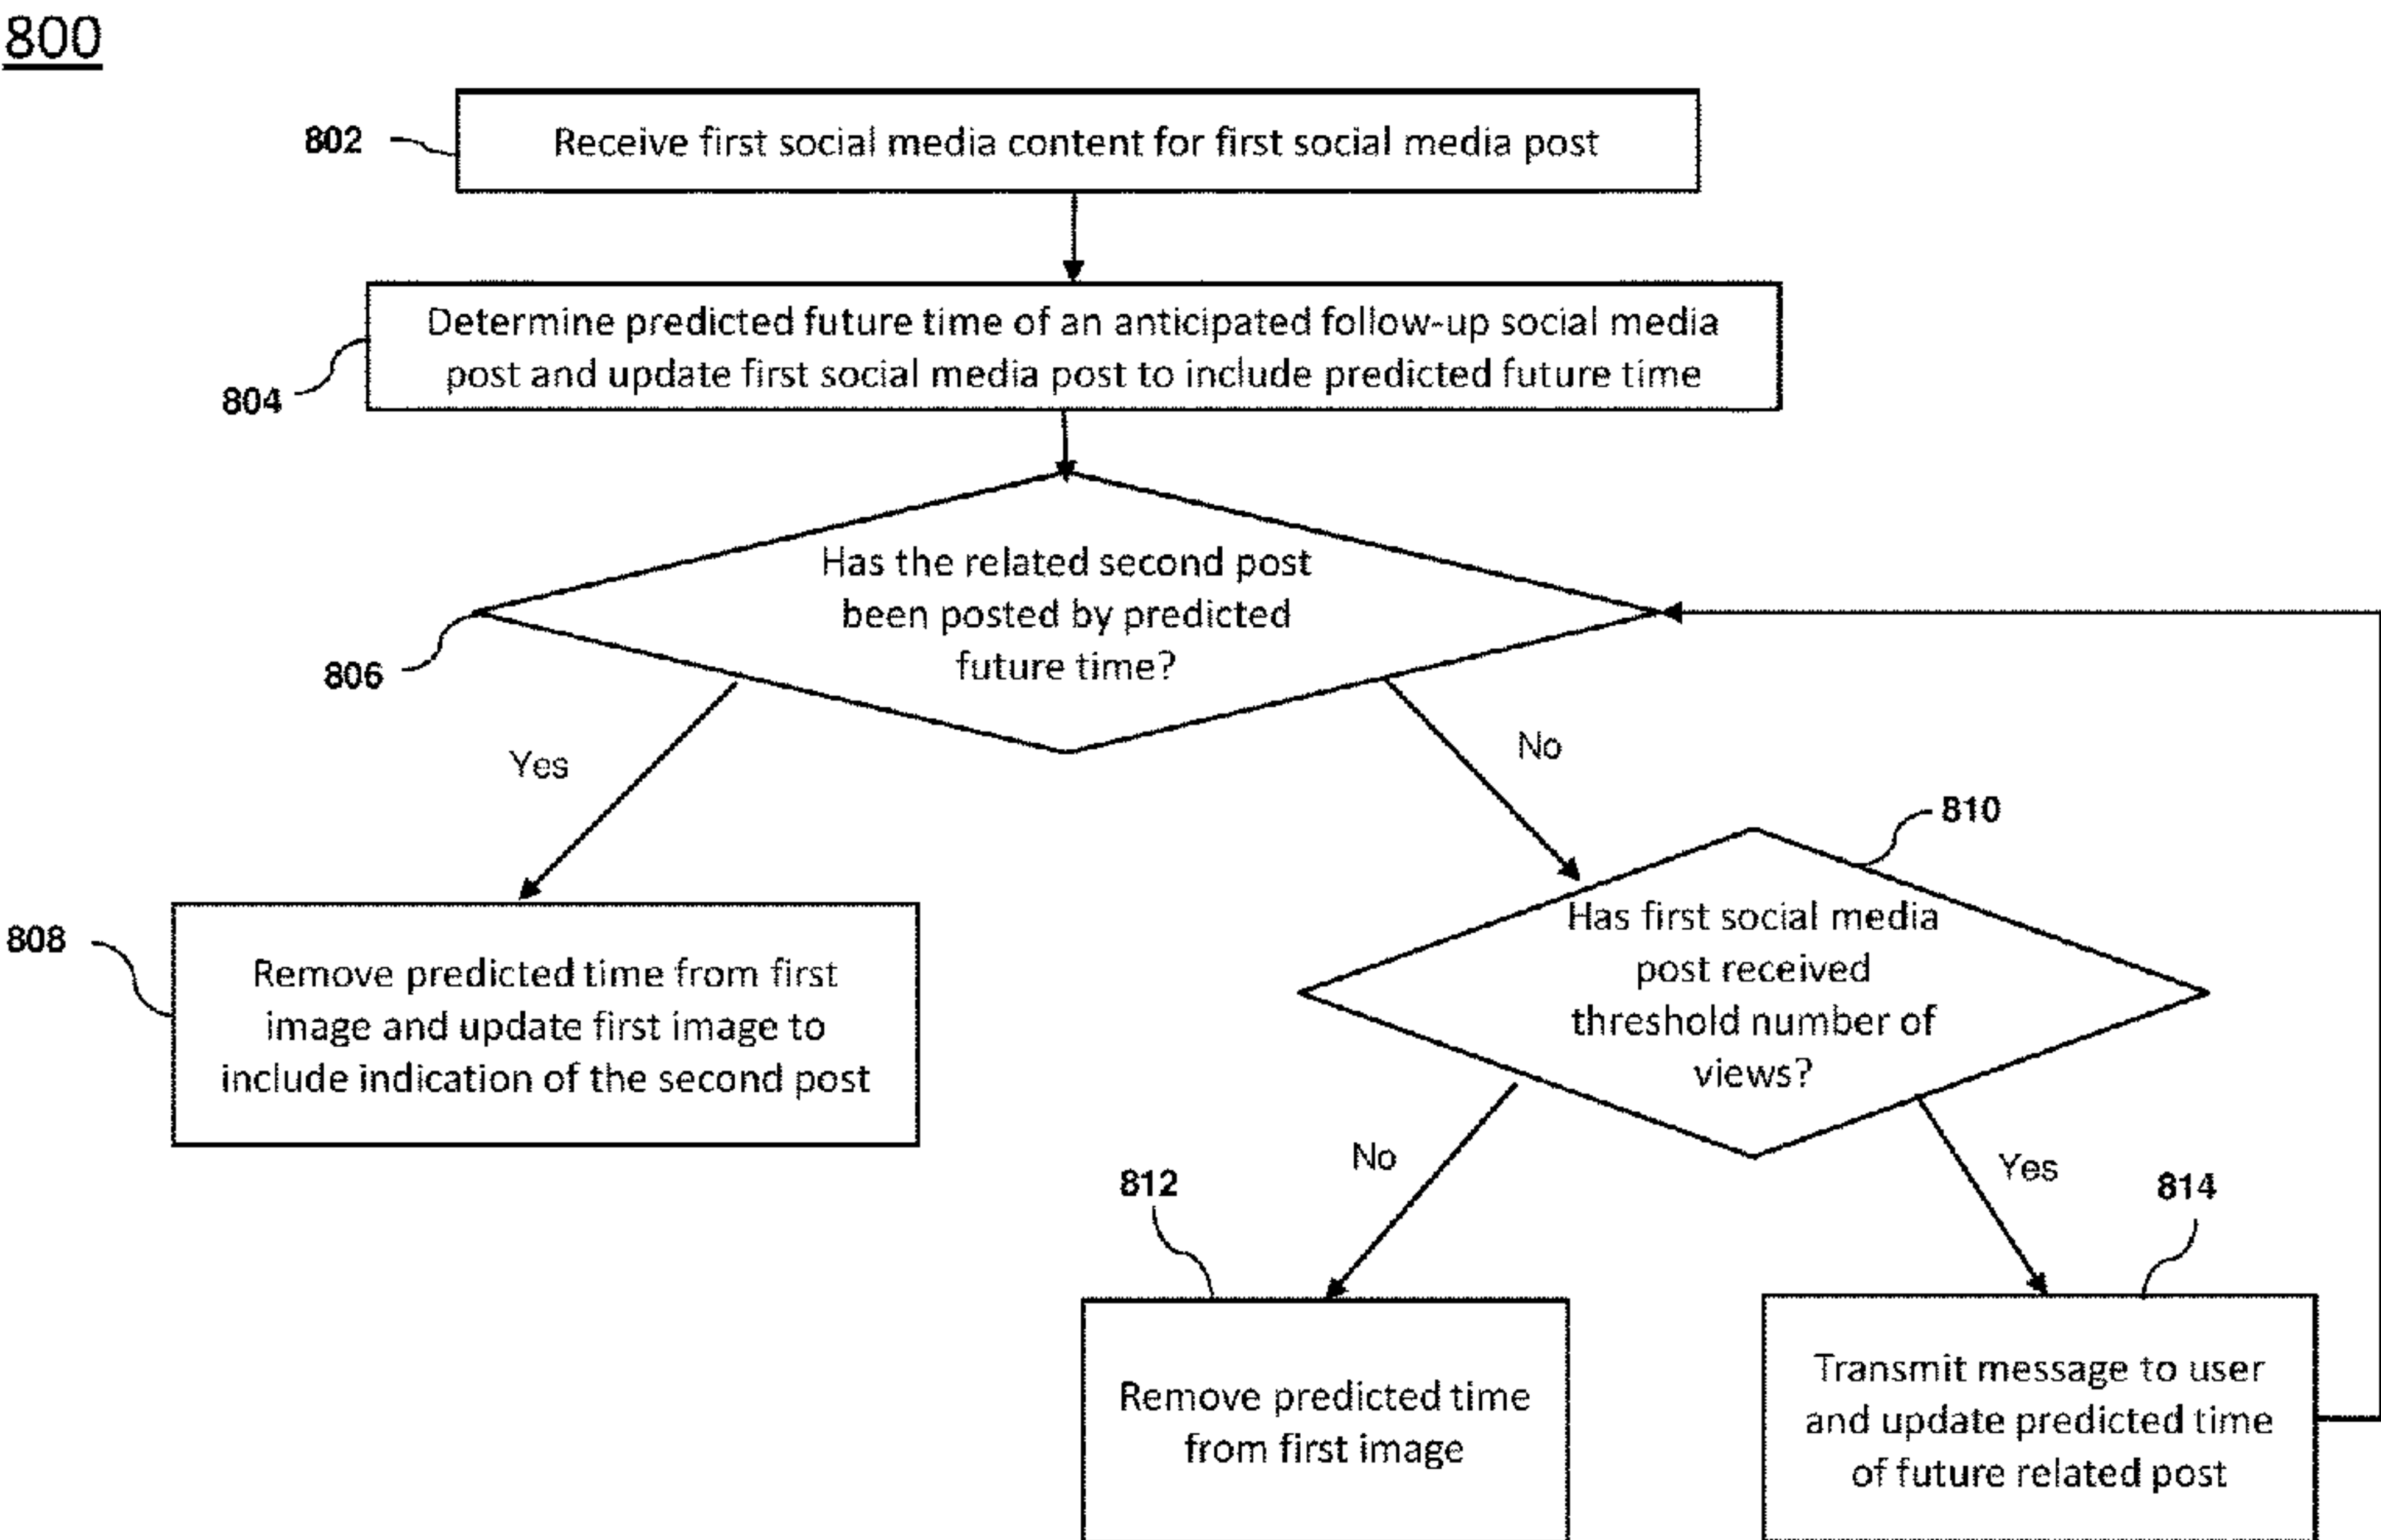 800
802
Receive first social media content for first social media post
Determine predicted future time of an anticipated follow-up social media
post and update first social media post to include predicted future time
804
Has the related second post
been posted by predicted
future time?
806
Yes
No
810
808
Remove predicted time from first
image and update first image to
include indication of the second post
Has first social media
post received
threshold number of
views?
No
Yes
812
814
Remove predicted time
from first image
Transmit message to user
and update predicted time
of future related post